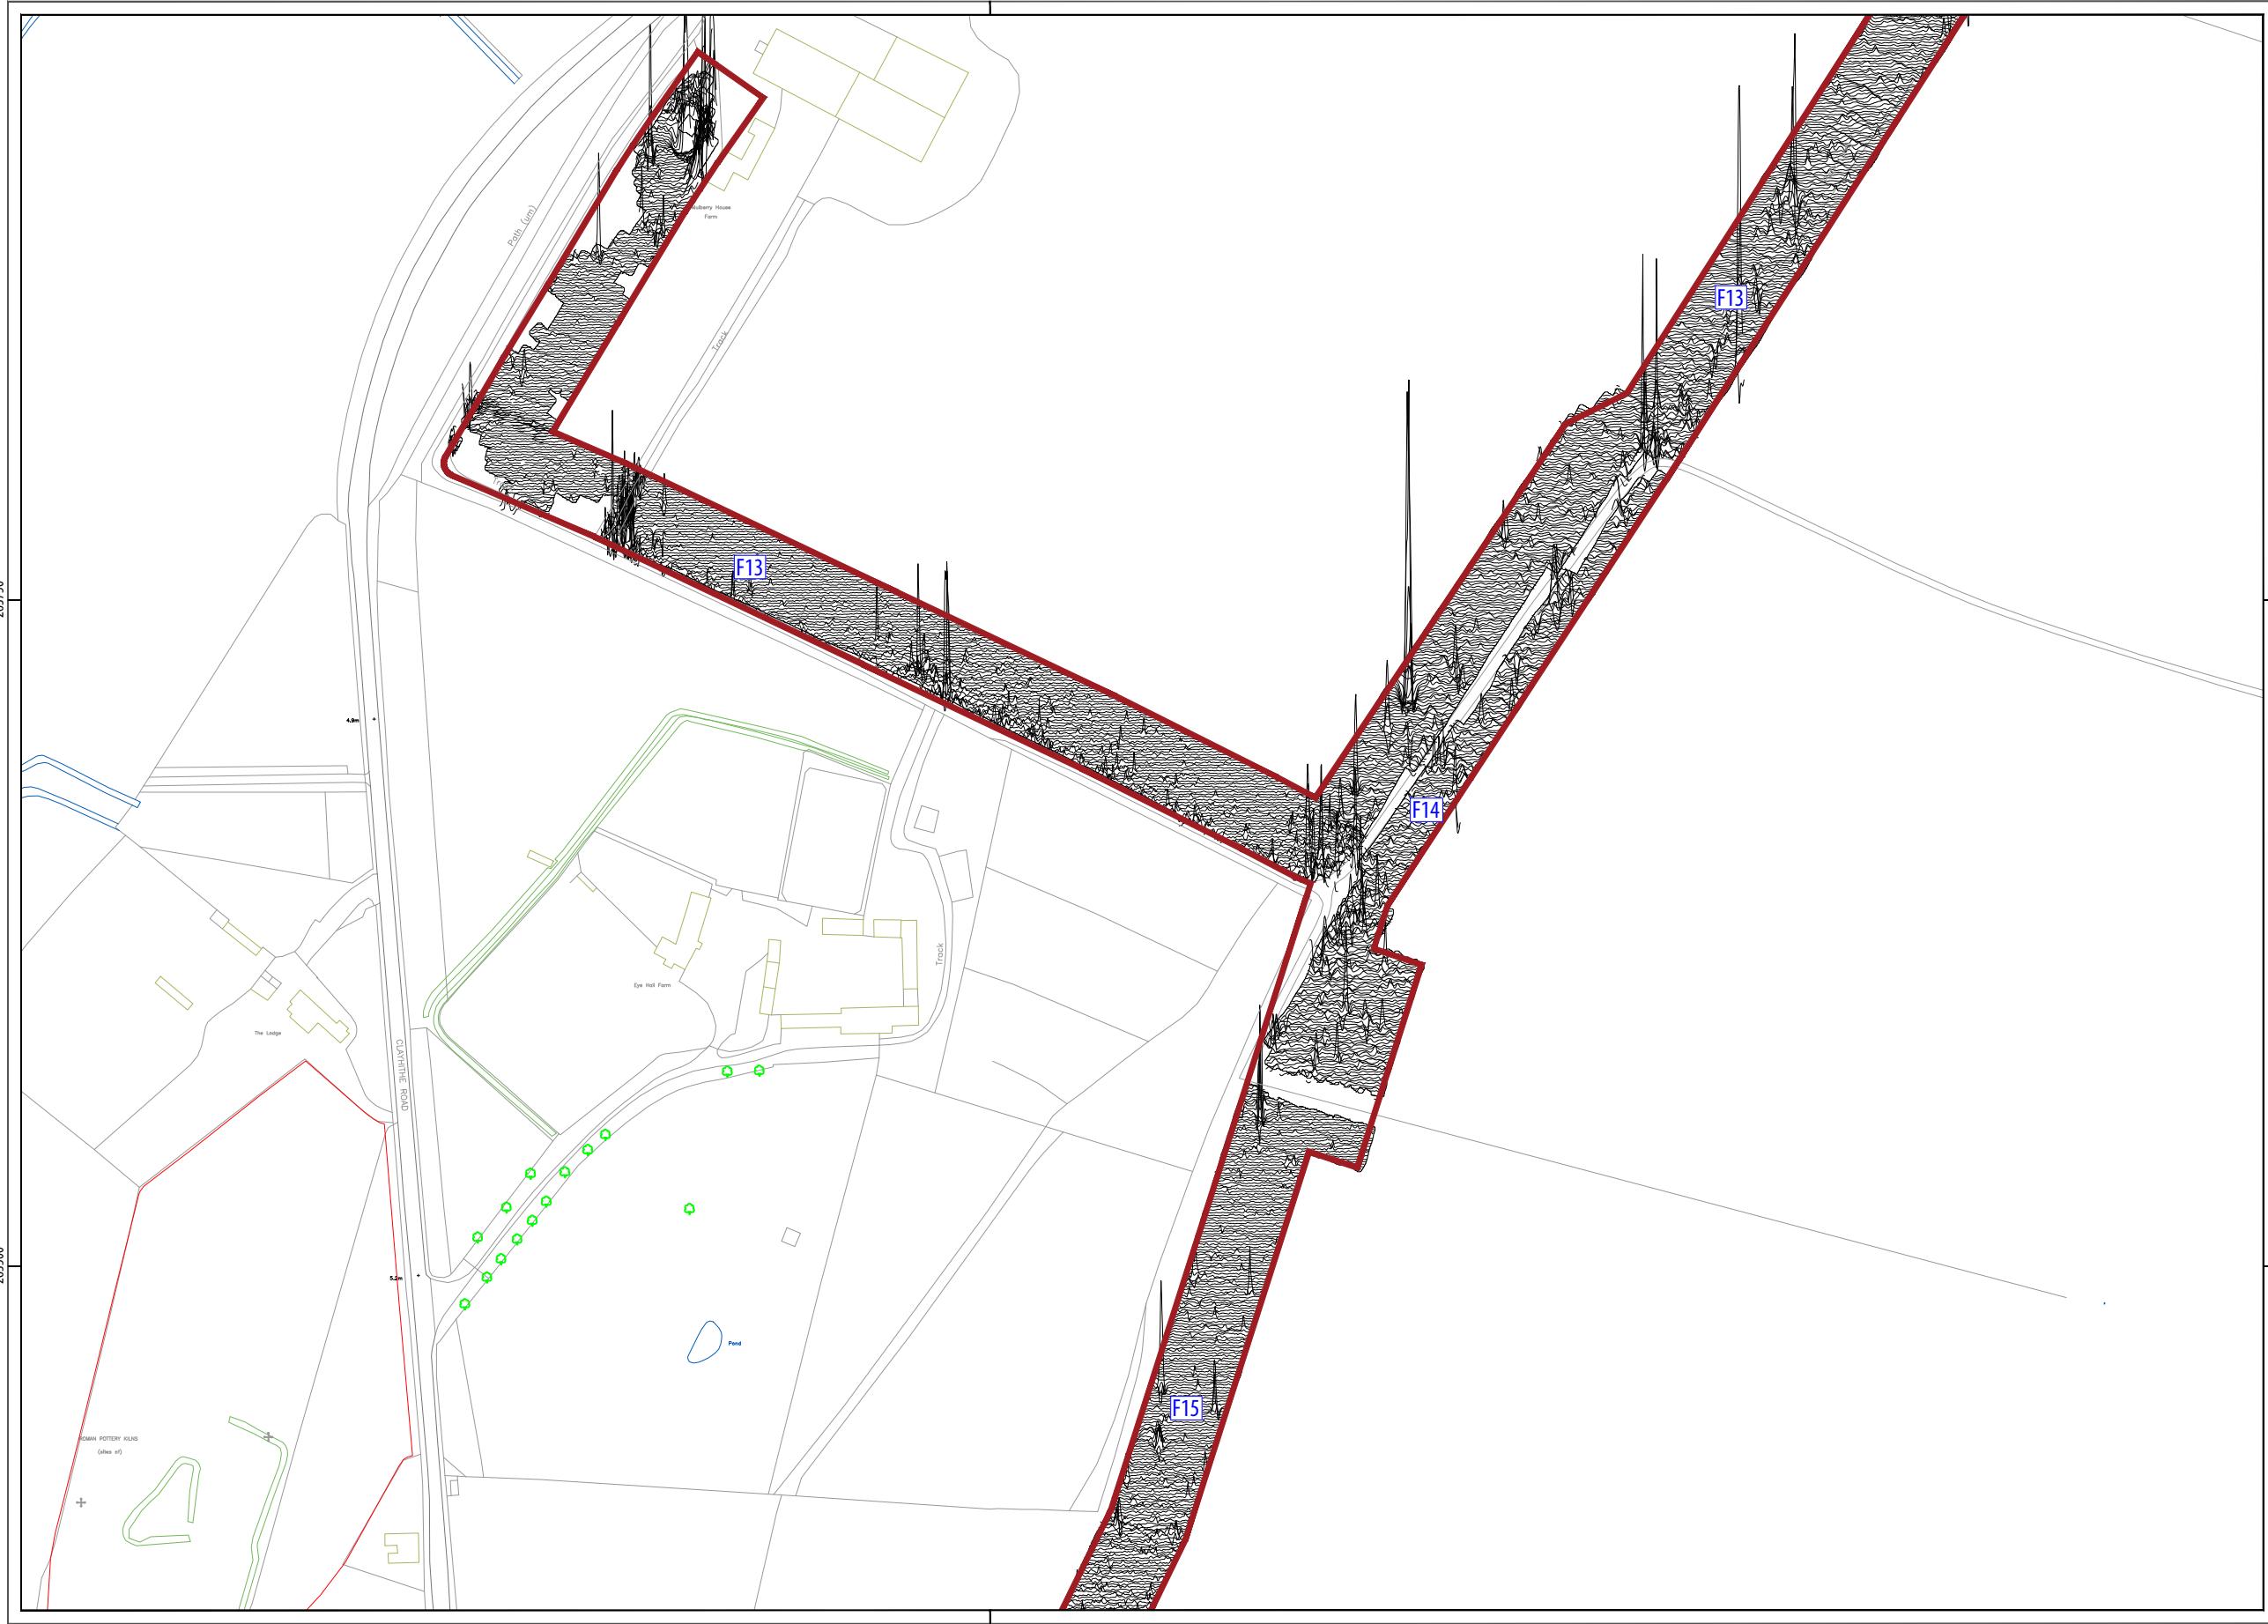 Path (um)
Mulberry House
Farm
F13
Track
F13
4.9m
F14
Track
Eye Hall Farm
The Lodge
CLAYHITHE ROAD
5.2m
Pond
F15
ROMAN POTTERY KILNS
(sites of)